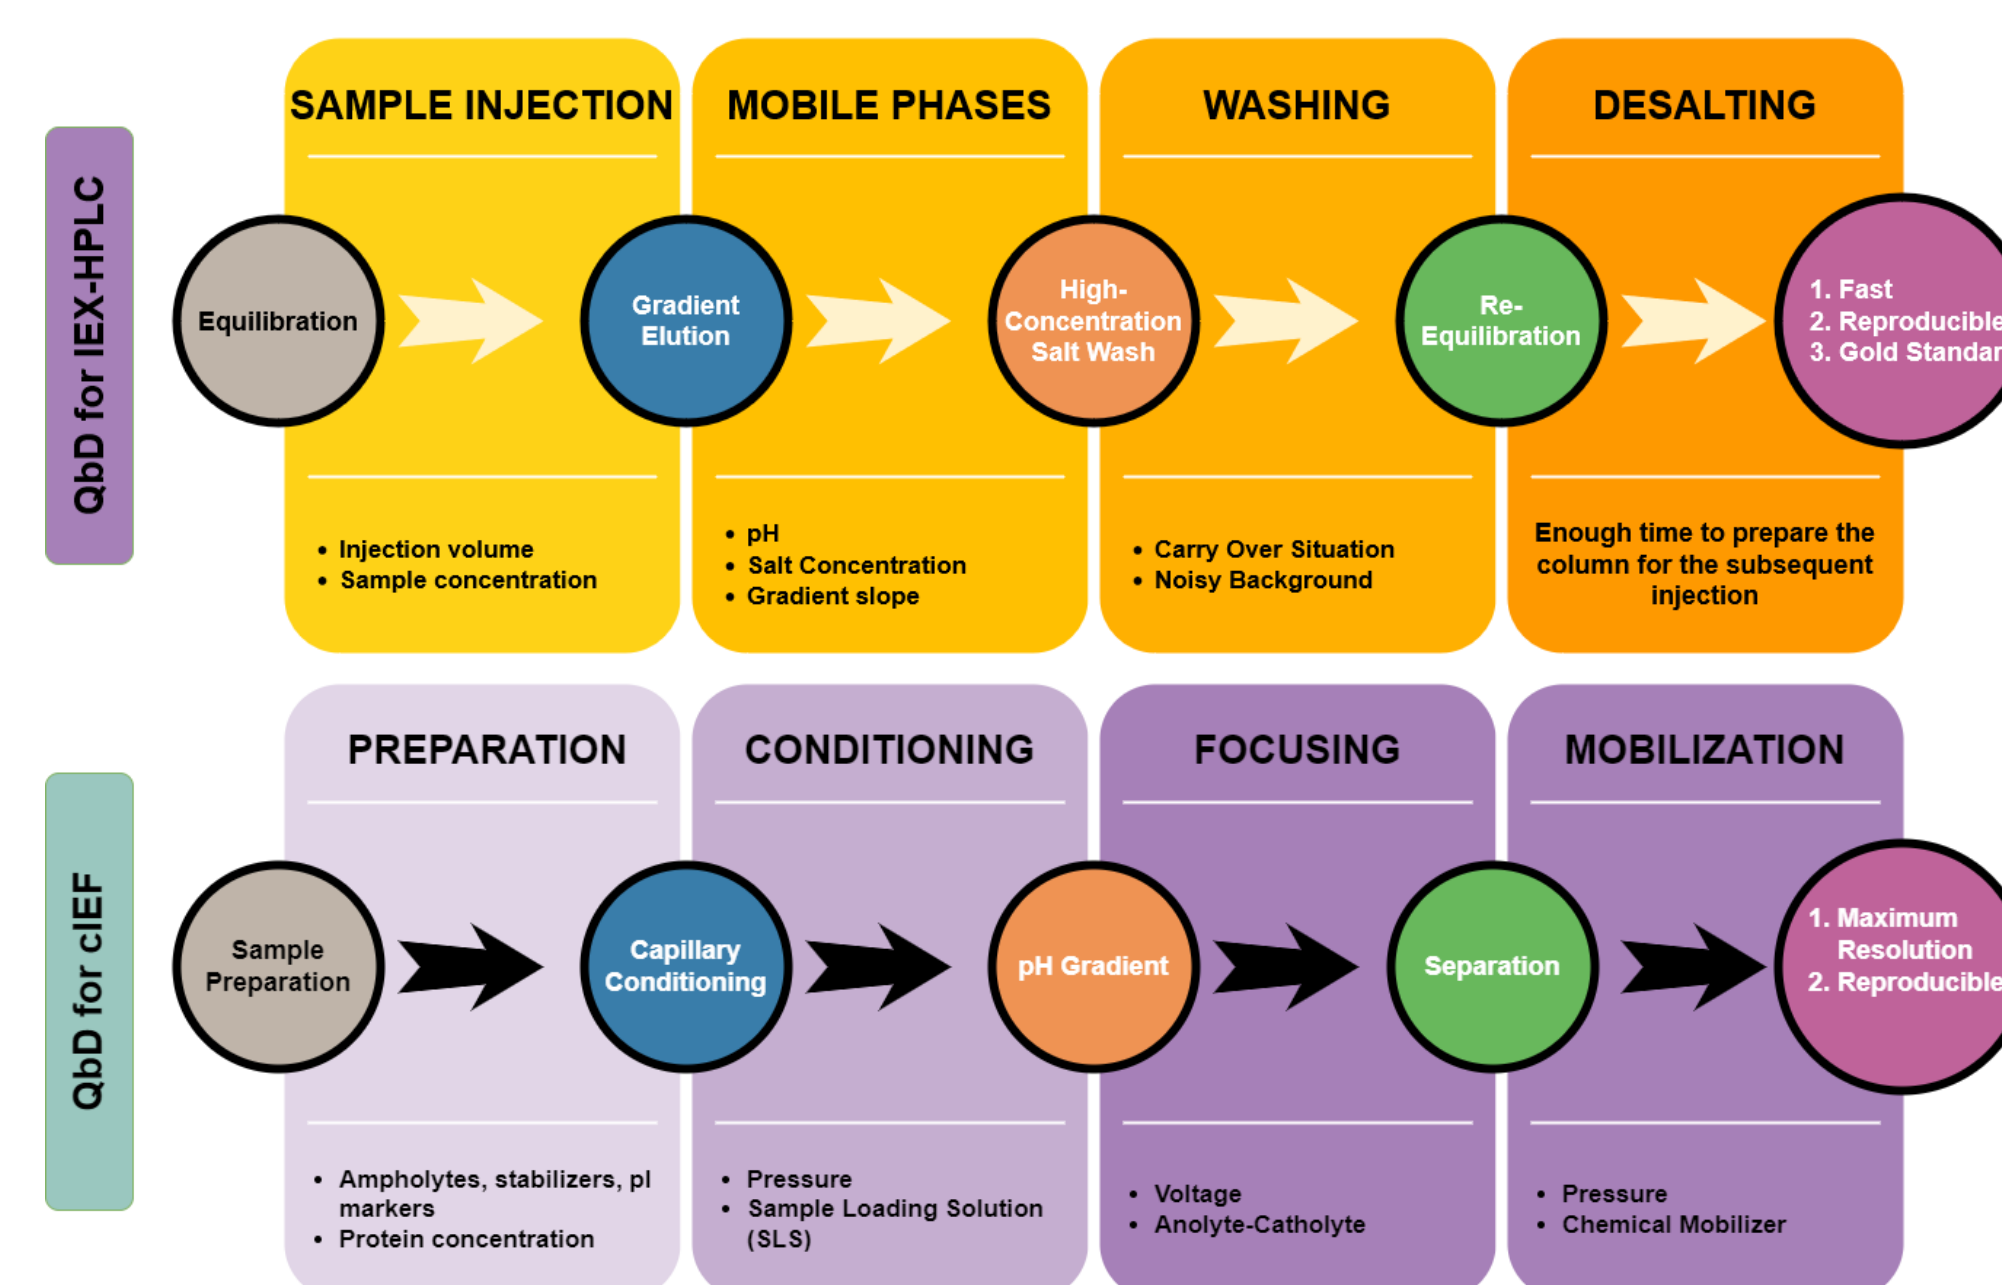 QbD for IEX-HPLC
SAMPLE INJECTION
MOBILE PHASES
WASHING
DESALTING
Equilibration
Gradient
Elution
High-
Concentration
Salt Wash
Re-
Equilibration
1. Fast
2. Reproducible
3. Gold Standar
• Injection volume
• Sample concentration
• pH
• Salt Concentration
• Gradient slope
• Carry Over Situation
• Noisy Background
Enough time to prepare the
column for the subsequent
injection
QbD for cIEF
PREPARATION
CONDITIONING
FOCUSING
MOBILIZATION
Sample
Preparation
Capillary
Conditioning
pH Gradient
Separation
1. Maximum
Resolution
2. Reproducible
• Ampholytes, stabilizers, pI
markers
• Protein concentration
• Pressure
• Sample Loading Solution
(SLS)
• Voltage
• Anolyte-Catholyte
• Pressure
• Chemical Mobilizer